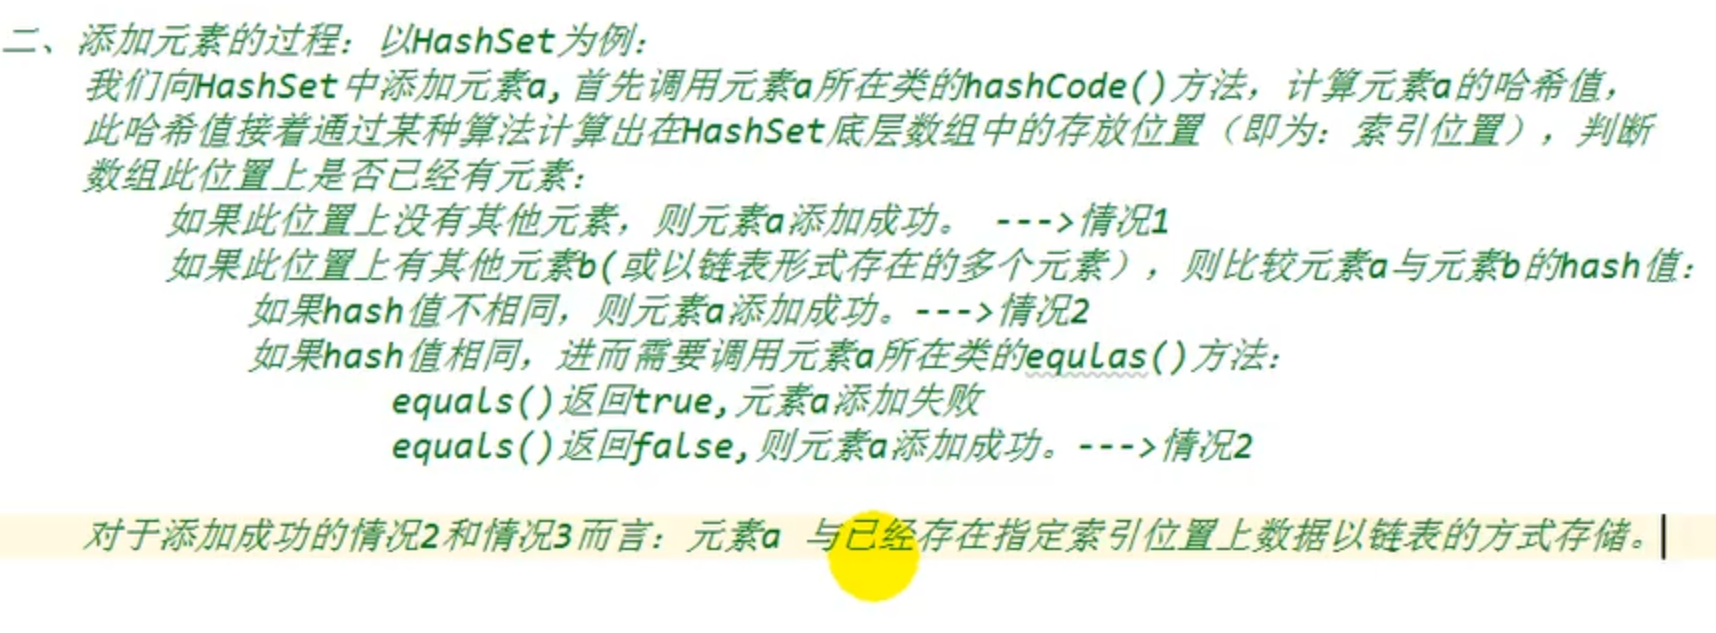 二、添加元素的过程：以HashSet为例：
我们向HashSet中添加元素a,首先调用元素a所在类的hashCode()方法，计算元素a的哈希值，
此哈希值接着通过某种算法计算出在HashSet底层数组中的存放位置（即为：索引位置），判断
数组此位置上是否已经有元素：
如果此位置上没有其他元素，则元素a添加成功。 --->情况1
如果此位置上有其他元素b(或以链表形式存在的多个元素），则比较元素a与元素b的hash值：
如果hash值不相同，则元素a添加成功。--->情况2
如果hash值相同，进而需要调用元素a所在类的equlas()方法：
equals()返回true,元素a添加失败
equals()返回false,则元素a添加成功。--->情况2
对于添加成功的情况2和情况3而言：元素a 与已经存在指定索引位置上数据以链表的方式存储。